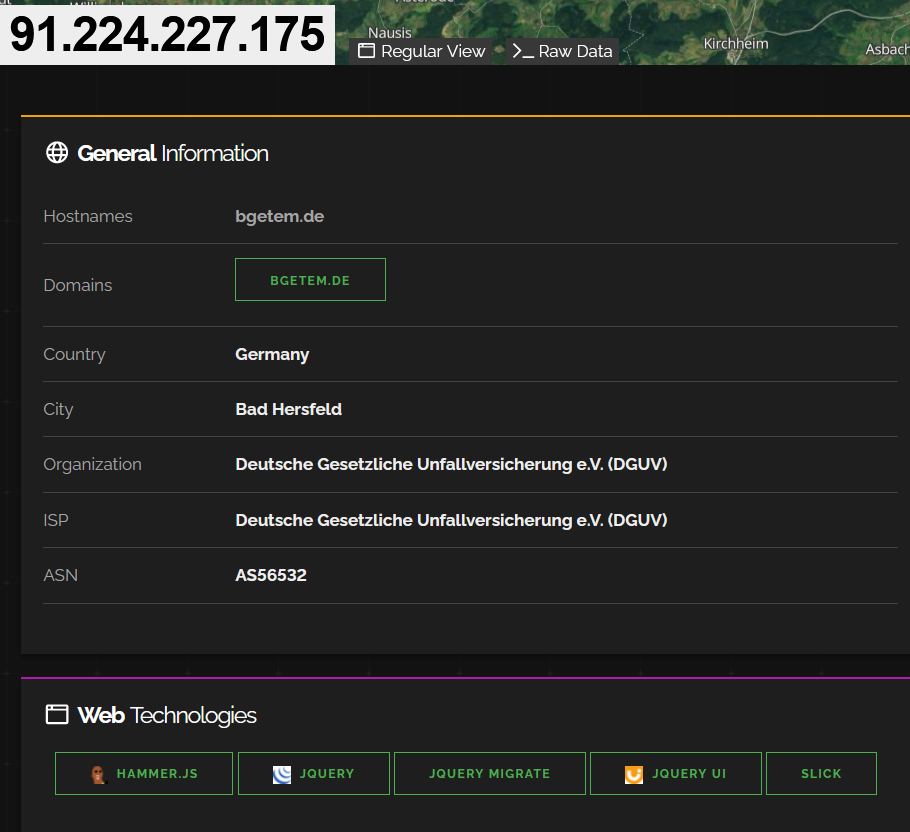 91.224.227.175
Nausis
Kirchheim
Asbach
Regular View
Raw Data
General Information
Hostnames bgetem.de
Domains BGETEM.DE
Country Germany
City Bad Hersfeld
Organization Deutsche Gesetzliche Unfallversicherung e.V. (DGUV)
ISP Deutsche Gesetzliche Unfallversicherung e.V. (DGUV)
ASN AS56532
Web Technologies
HAMMER.JS JQUERY JQUERY MIGRATE JQUERY UI SLICK